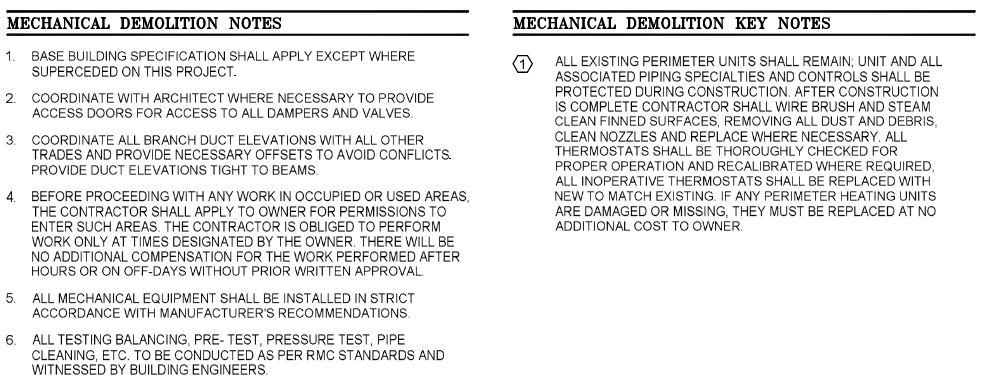 MECHANICAL DEMOLITION NOTES
1. BASE BUILDING SPECIFICATION SHALL APPLY EXCEPT WHERE
SUPERCEDED ON THIS PROJECT.
2. COORDINATE WITH ARCHITECT WHERE NECESSARY TO PROVIDE
ACCESS DOORS FOR ACCESS TO ALL DAMPERS AND VALVES.
3. COORDINATE ALL BRANCH DUCT ELEVATIONS WITH ALL OTHER
TRADES AND PROVIDE NECESSARY OFFSETS TO AVOID CONFLICTS.
PROVIDE DUCT ELEVATIONS TIGHT TO BEAMS.
4. BEFORE PROCEEDING WITH ANY WORK IN OCCUPIED OR USED AREAS,
THE CONTRACTOR SHALL APPLY TO OWNER FOR PERMISSIONS TO
ENTER SUCH AREAS. THE CONTRACTOR IS OBLIGED TO PERFORM
WORK ONLY AT TIMES DESIGNATED BY THE OWNER. THERE WILL BE
NO ADDITIONAL COMPENSATION FOR THE WORK PERFORMED AFTER
HOURS OR ON OFF-DAYS WITHOUT PRIOR WRITTEN APPROVAL.
5. ALL MECHANICAL EQUIPMENT SHALL BE INSTALLED IN STRICT
ACCORDANCE WITH MANUFACTURER'S RECOMMENDATIONS.
6. ALL TESTING BALANCING, PRE- TEST, PRESSURE TEST, PIPE
CLEANING, ETC. TO BE CONDUCTED AS PER RMC STANDARDS AND
WITNESSED BY BUILDING ENGINEERS.
MECHANICAL DEMOLITION KEY NOTES
1 ALL EXISTING PERIMETER UNITS SHALL REMAIN; UNIT AND ALL
ASSOCIATED PIPING SPECIALTIES AND CONTROLS SHALL BE
PROTECTED DURING CONSTRUCTION. AFTER CONSTRUCTION
IS COMPLETE CONTRACTOR SHALL WIRE BRUSH AND STEAM
CLEAN FINNED SURFACES, REMOVING ALL DUST AND DEBRIS,
CLEAN NOZZLES AND REPLACE WHERE NECESSARY. ALL
THERMOSTATS SHALL BE THOROUGHLY CHECKED FOR
PROPER OPERATION AND RECALIBRATED WHERE REQUIRED,
ALL INOPERATIVE THERMOSTATS SHALL BE REPLACED WITH
NEW TO MATCH EXISTING. IF ANY PERIMETER HEATING UNITS
ARE DAMAGED OR MISSING, THEY MUST BE REPLACED AT NO
ADDITIONAL COST TO OWNER.